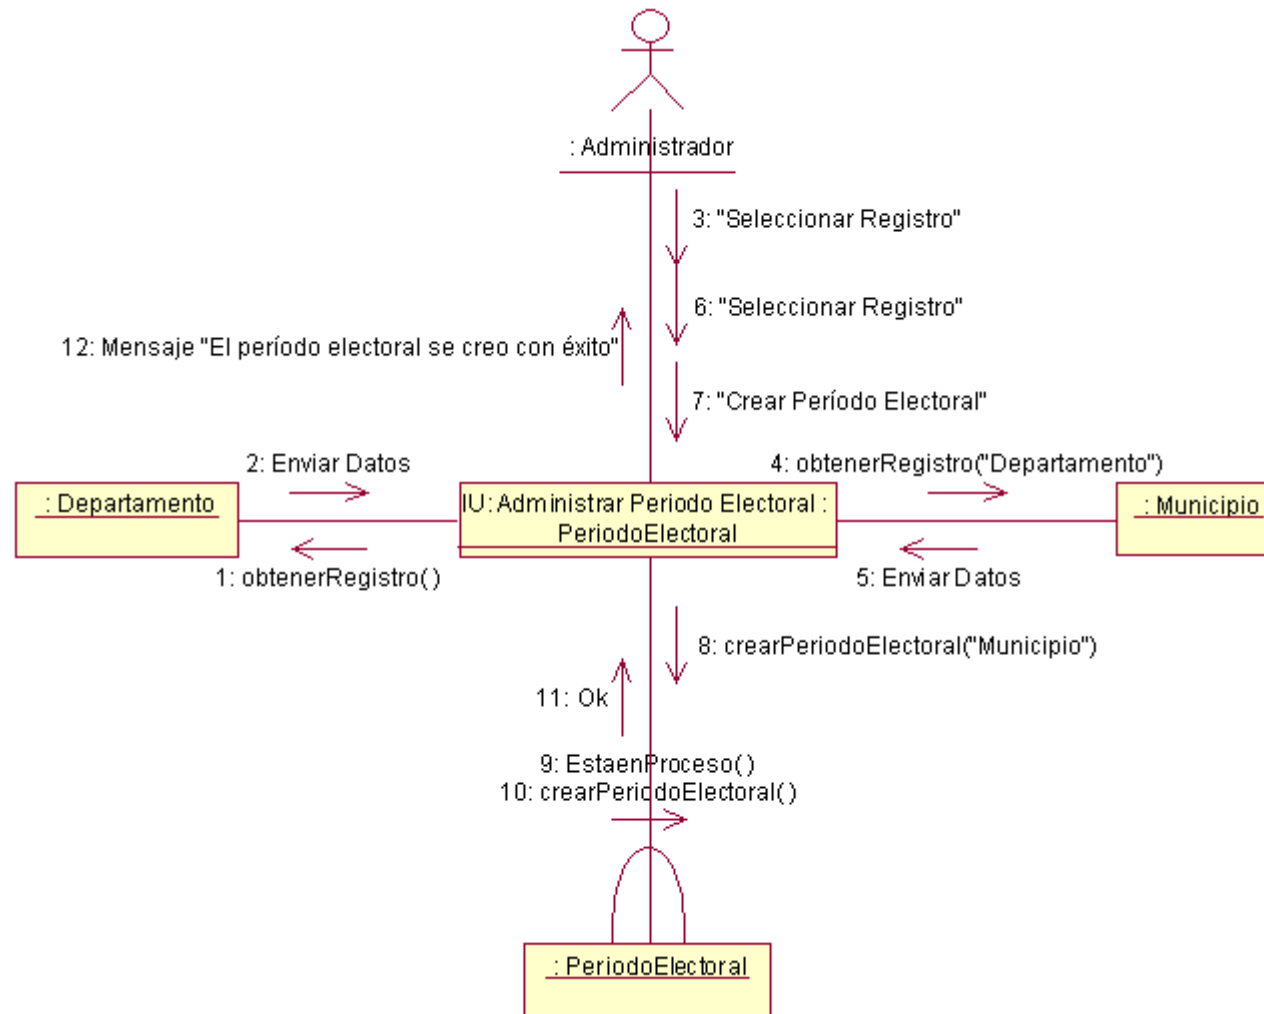 : Administrador
3: "Seleccionar Registro"
6: "Seleccionar Registro"
12: Mensaje "El período electoral se creo con éxito"
7: "Crear Período Electoral"
2: Enviar Datos
4: obtenerRegistro("Departamento")
: Departamento
IU: Administrar Periodo Electoral :
PeriodoElectoral
: Municipio
1: obtenerRegistro()
5: Enviar Datos
8: crearPeriodoElectoral("Municipio")
11: Ok
9: EstaenProceso()
10: crearPeriodoElectoral()
: PeriodoElectoral